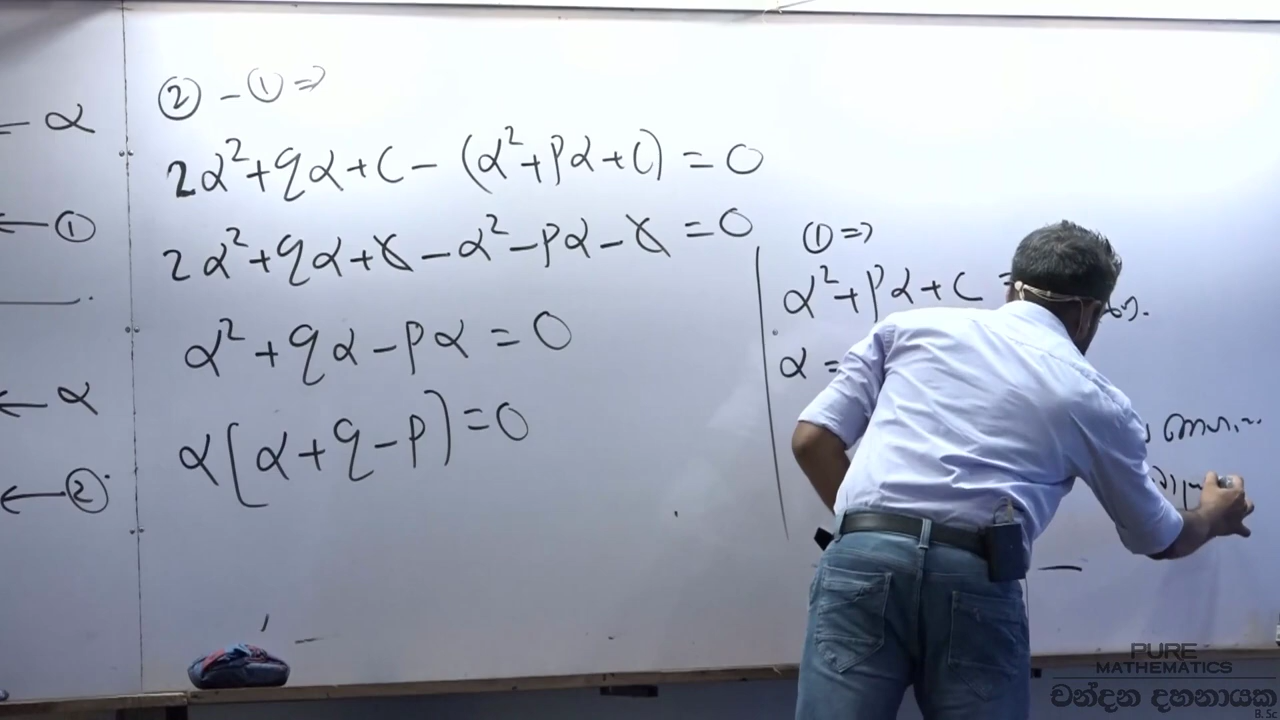 ← α
← ①
← α
← ②
② - ① ⇒
2α² + qα + c - (α² + pα + c) = 0
2α² + qα + c - α² - pα - c = 0
α² + qα - pα = 0
α[α + q - p] = 0
① ⇒
α² + pα + c =
α =
PURE
MATHEMATICS
චන්දන දහනායක
B.Sc